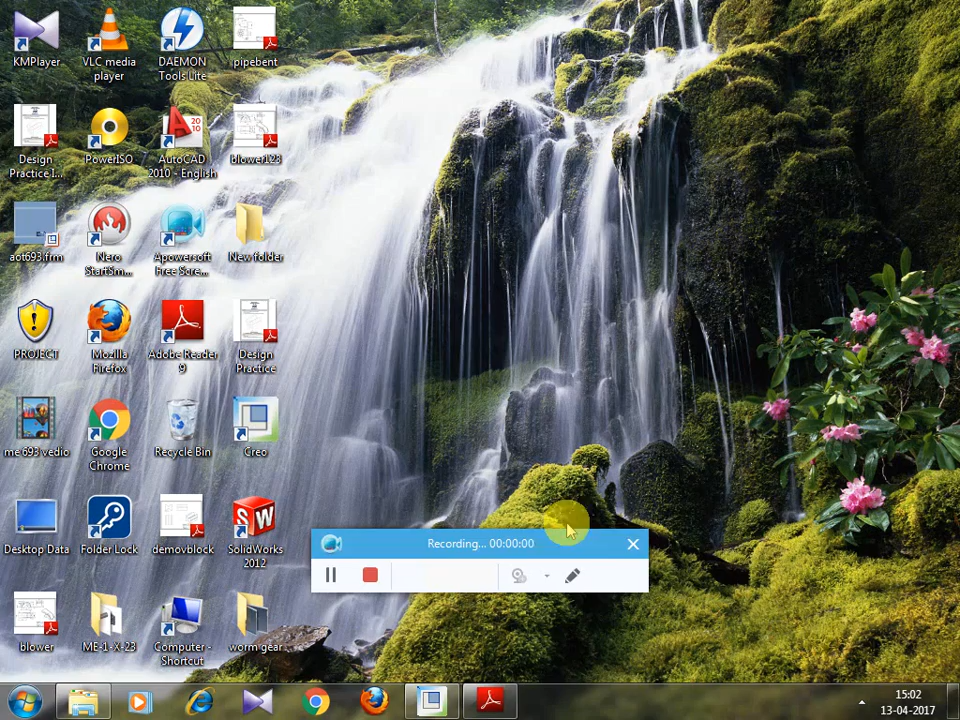 KMPlayer
VLC media
player
DAEMON
Tools Lite
pipebent
Design
Practice I...
PowerISO
2010
AutoCAD
2010 - English
blower123
aot693.frm
Nero
StartSm...
Apowersoft
Free Scre...
New folder
PROJECT
Mozilla
Firefox
Adobe Reader
9
Design
Practice
me 693 vedio
Google
Chrome
Recycle Bin
Creo
Desktop Data
Folder Lock
demovblock
SW
SolidWorks
2012
blower
ME-1-X-23
Computer -
Shortcut
worm gear
Recording... 00:00:00
15:02
13-04-2017